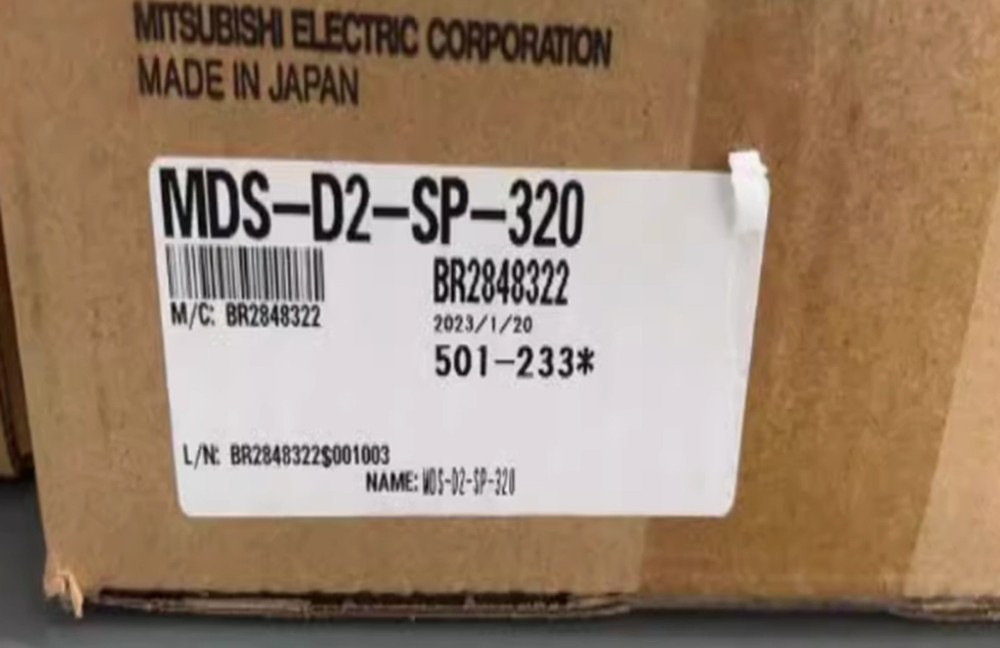 MITSUBISHI ELECTRIC CORPORATION
MADE IN JAPAN
MDS-D2-SP-320
BR2848322
M/C: BR2848322
2023/1/20
501-233*
L/N: BR2848322$001003
NAME: MDS-D2-SP-320